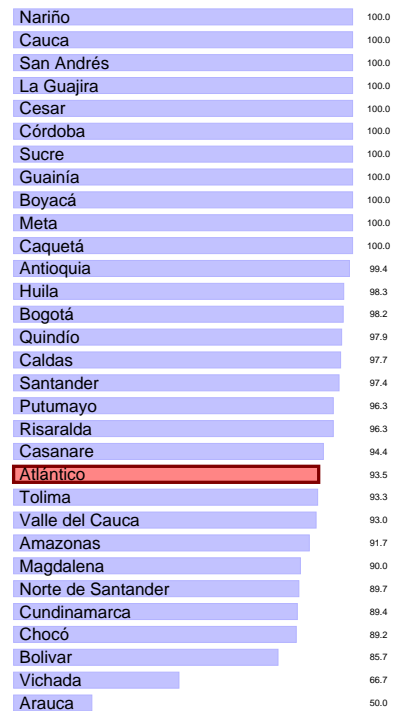 Nariño 100.0
Cauca 100.0
San Andrés 100.0
La Guajira 100.0
Cesar 100.0
Córdoba 100.0
Sucre 100.0
Guainía 100.0
Boyacá 100.0
Meta 100.0
Caquetá 100.0
Antioquia 99.4
Huila 98.3
Bogotá 98.2
Quindío 97.9
Caldas 97.7
Santander 97.4
Putumayo 96.3
Risaralda 96.3
Casanare 94.4
Atlántico 93.5
Tolima 93.3
Valle del Cauca 93.0
Amazonas 91.7
Magdalena 90.0
Norte de Santander 89.7
Cundinamarca 89.4
Chocó 89.2
Bolivar 85.7
Vichada 66.7
Arauca 50.0